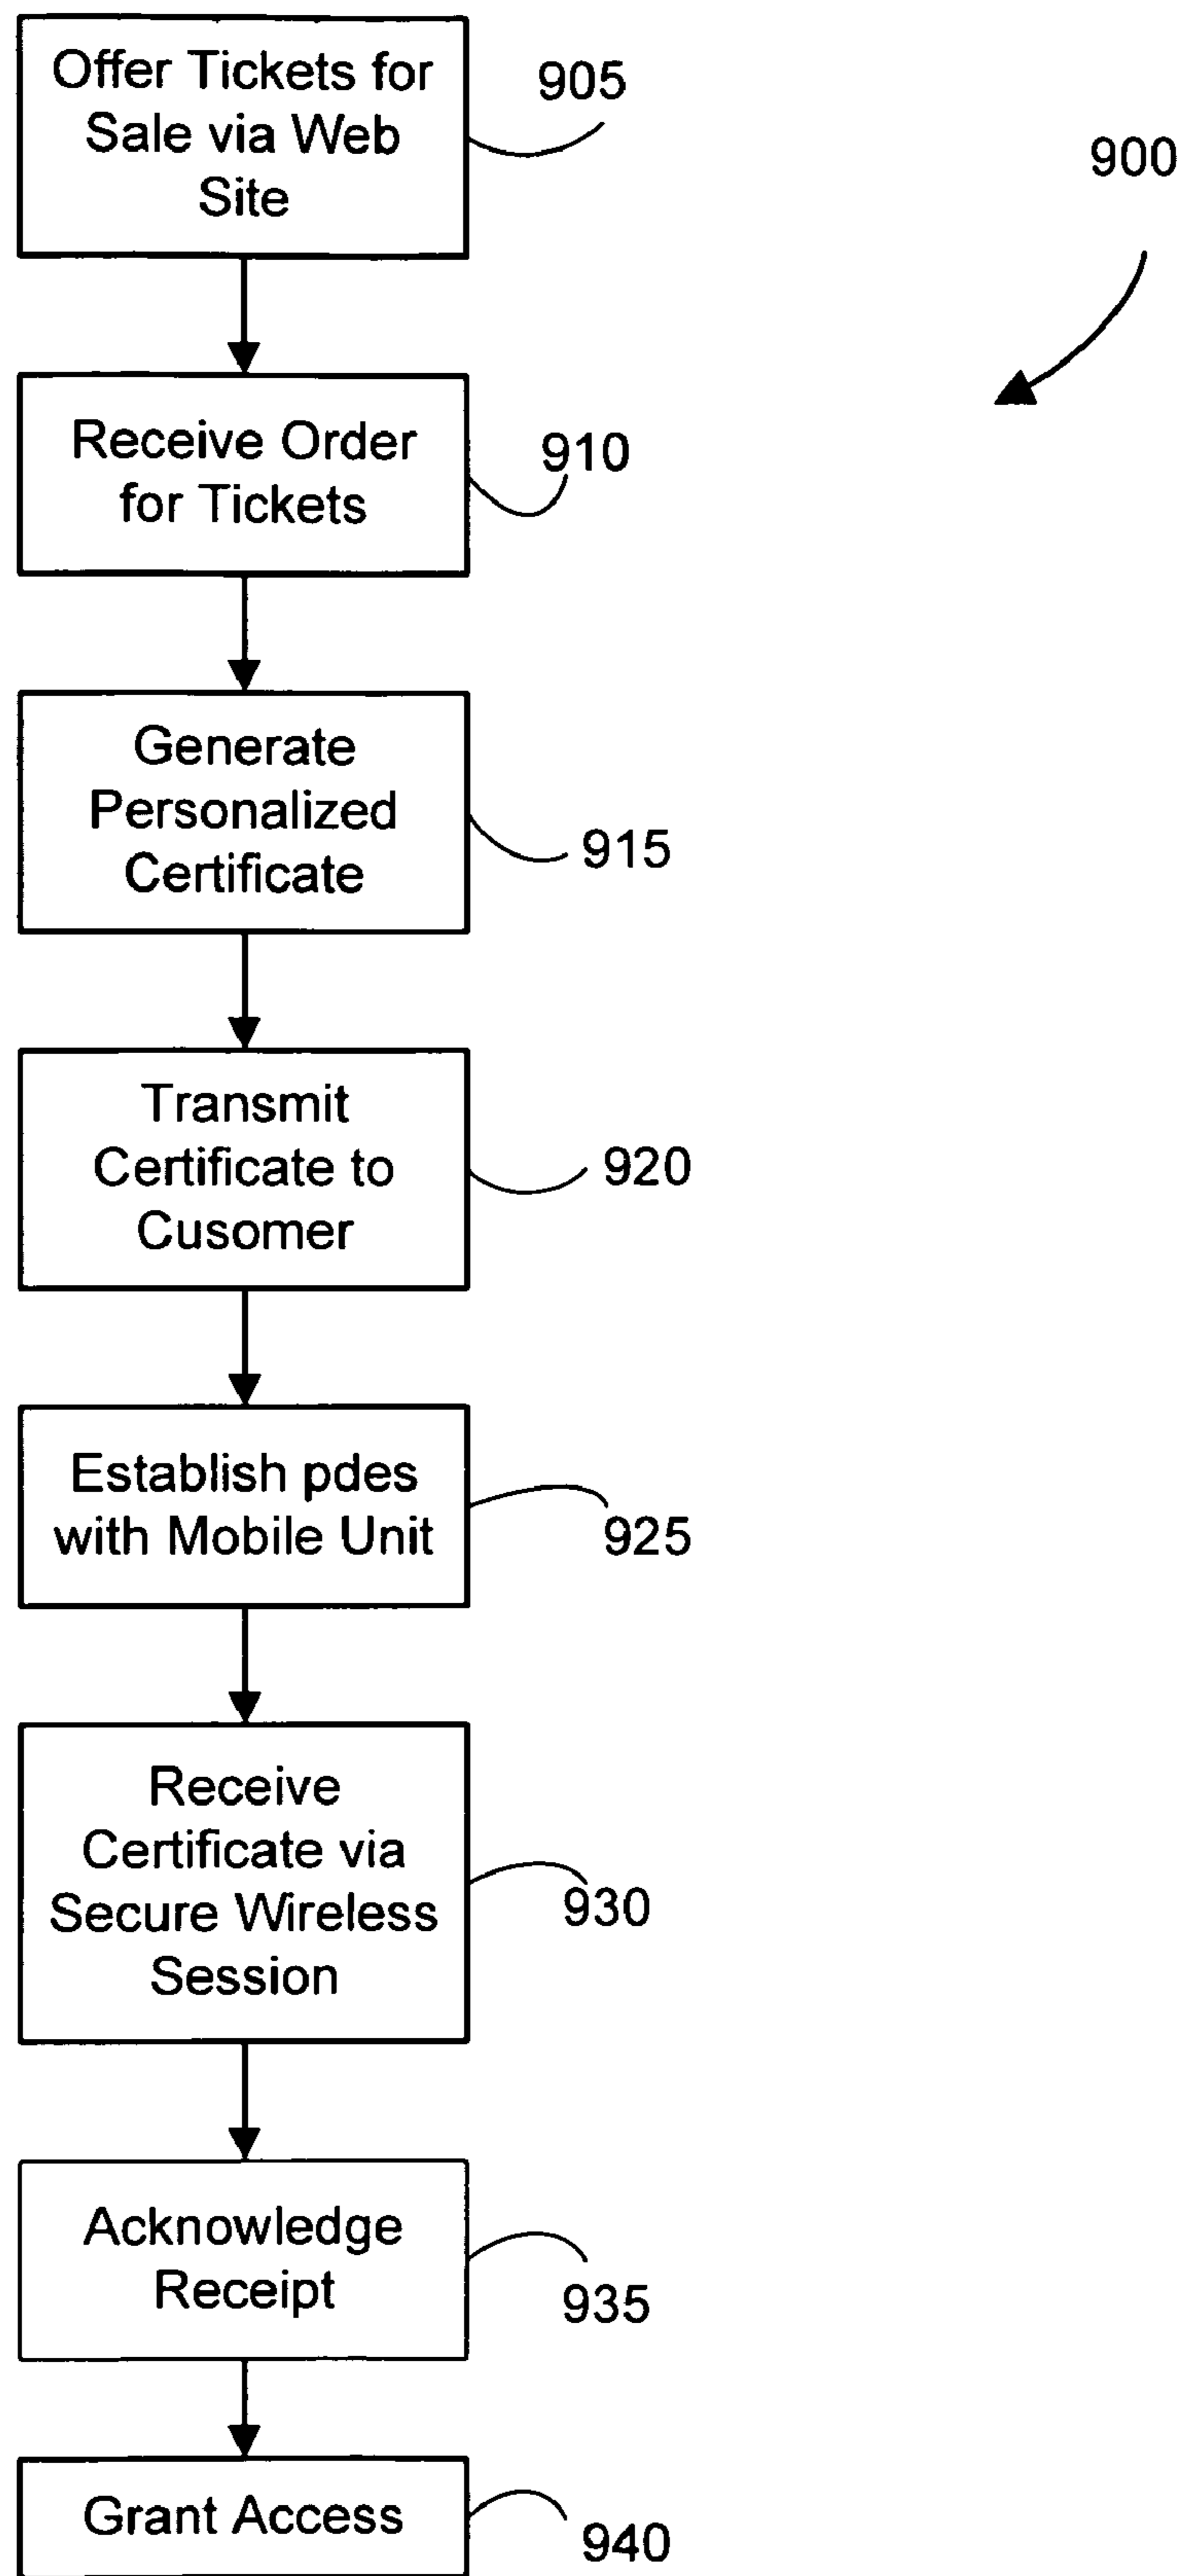 Offer Tickets for
Sale via Web
Site
905
900
Receive Order
for Tickets
910
Generate
Personalized
Certificate
915
Transmit
Certificate to
Cusomer
920
Establish pdes
with Mobile Unit
925
Receive
Certificate via
Secure Wireless
Session
930
Acknowledge
Receipt
935
Grant Access
940